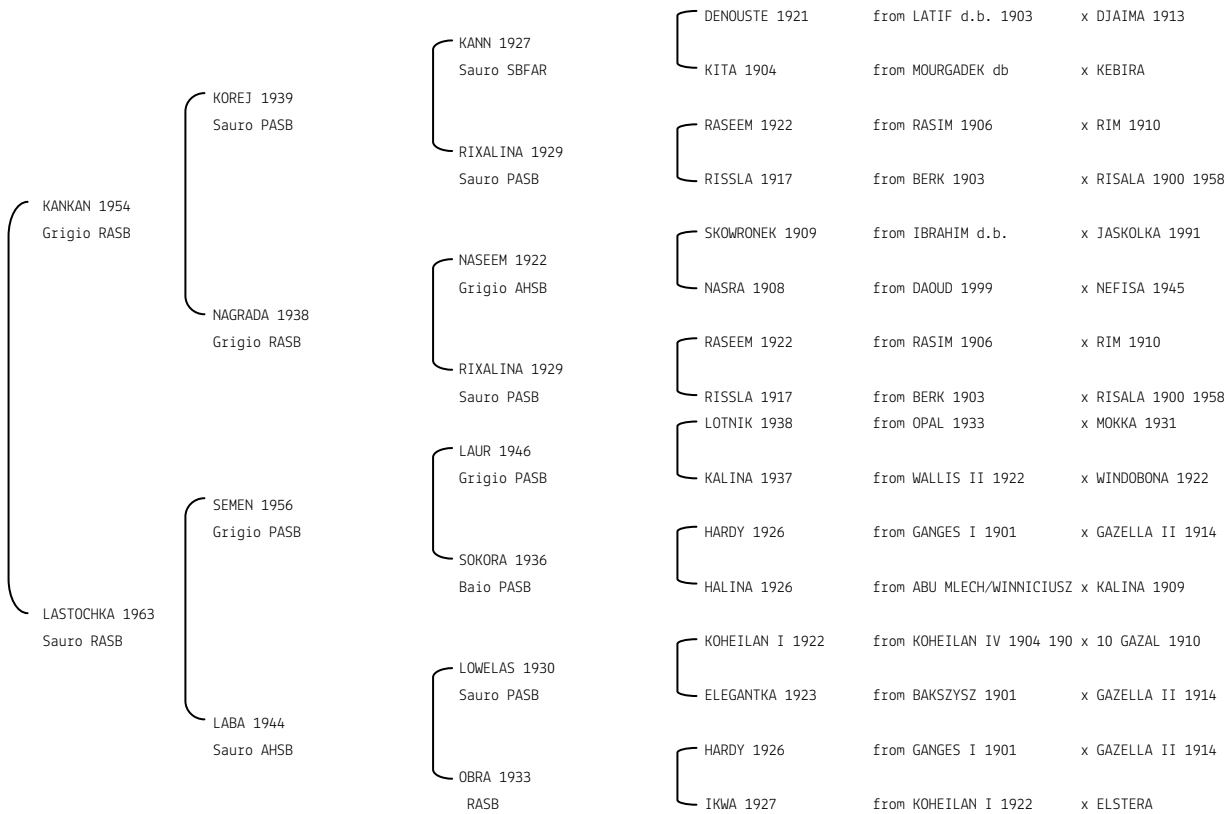 DENOUSTE 1921 from LATIF d.b. 1903 x DJAIMA 1913
KANN 1927
Sauro SBFAR
KITA 1904 from MOURGADEK db x KEBIRA
KOREJ 1939
Sauro PASB
RASEEM 1922 from RASIM 1906 x RIM 1910
RIXALINA 1929
Sauro PASB
RISSLA 1917 from BERK 1903 x RISALA 1900 1958
KANKAN 1954
Grigio RASB
SKOWRONEK 1909 from IBRAHIM d.b. x JASKOLKA 1991
NASEEM 1922
Grigio AHSB
NASRA 1908 from DAOUD 1999 x NEFISA 1945
NAGRADA 1938
Grigio RASB
RASEEM 1922 from RASIM 1906 x RIM 1910
RIXALINA 1929
Sauro PASB
RISSLA 1917 from BERK 1903 x RISALA 1900 1958
LOTNIK 1938 from OPAL 1933 x MOKKA 1931
LAUR 1946
Grigio PASB
KALINA 1937 from WALLIS II 1922 x WINDOBONA 1922
SEMEN 1956
Grigio PASB
HARDY 1926 from GANGES I 1901 x GAZELLA II 1914
SOKORA 1936
Baio PASB
HALINA 1926 from ABU MLECH/WINNICIUSZ x KALINA 1909
LASTOCHKA 1963
Sauro RASB
KOHEILAN I 1922 from KOHEILAN IV 1904 190 x 10 GAZAL 1910
LOWELAS 1930
Sauro PASB
ELEGANTKA 1923 from BAKSZYSZ 1901 x GAZELLA II 1914
LABA 1944
Sauro AHSB
HARDY 1926 from GANGES I 1901 x GAZELLA II 1914
OBRA 1933
RASB
IKWA 1927 from KOHEILAN I 1922 x ELSTERA